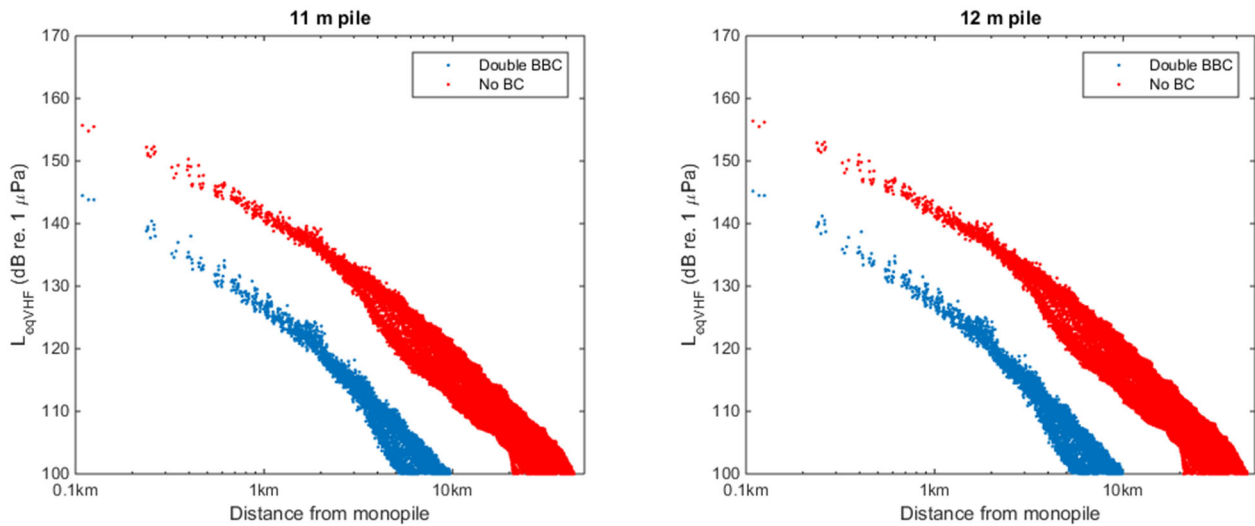 11 m pile
170
160
150
140
130
120
110
100
L_eqVHF (dB re. 1 μPa)
Double BBC
No BC
0.1km 1km 10km
Distance from monopile
12 m pile
170
160
150
140
130
120
110
100
L_eqVHF (dB re. 1 μPa)
Double BBC
No BC
0.1km 1km 10km
Distance from monopile